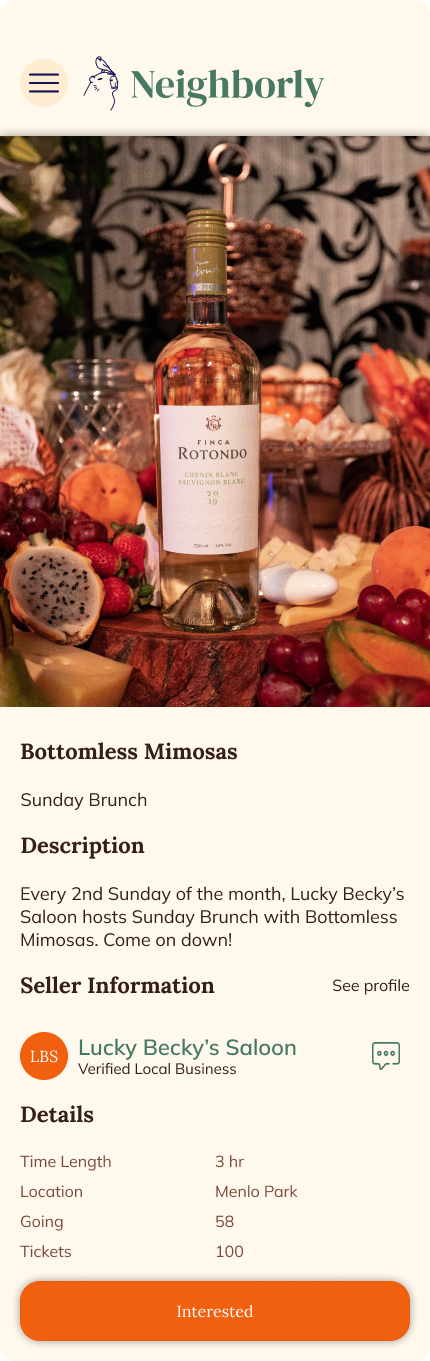 Neighborly
FINCA
ROTONDO
CHENIN BLANC
SAUVIGNON BLANC
20
19
750 ml
Bottomless Mimosas
Sunday Brunch
Description
Every 2nd Sunday of the month, Lucky Becky’s
Saloon hosts Sunday Brunch with Bottomless
Mimosas. Come on down!
Seller Information See profile
LBS Lucky Becky’s Saloon
Verified Local Business
Details
Time Length 3 hr
Location Menlo Park
Going 58
Tickets 100
Interested